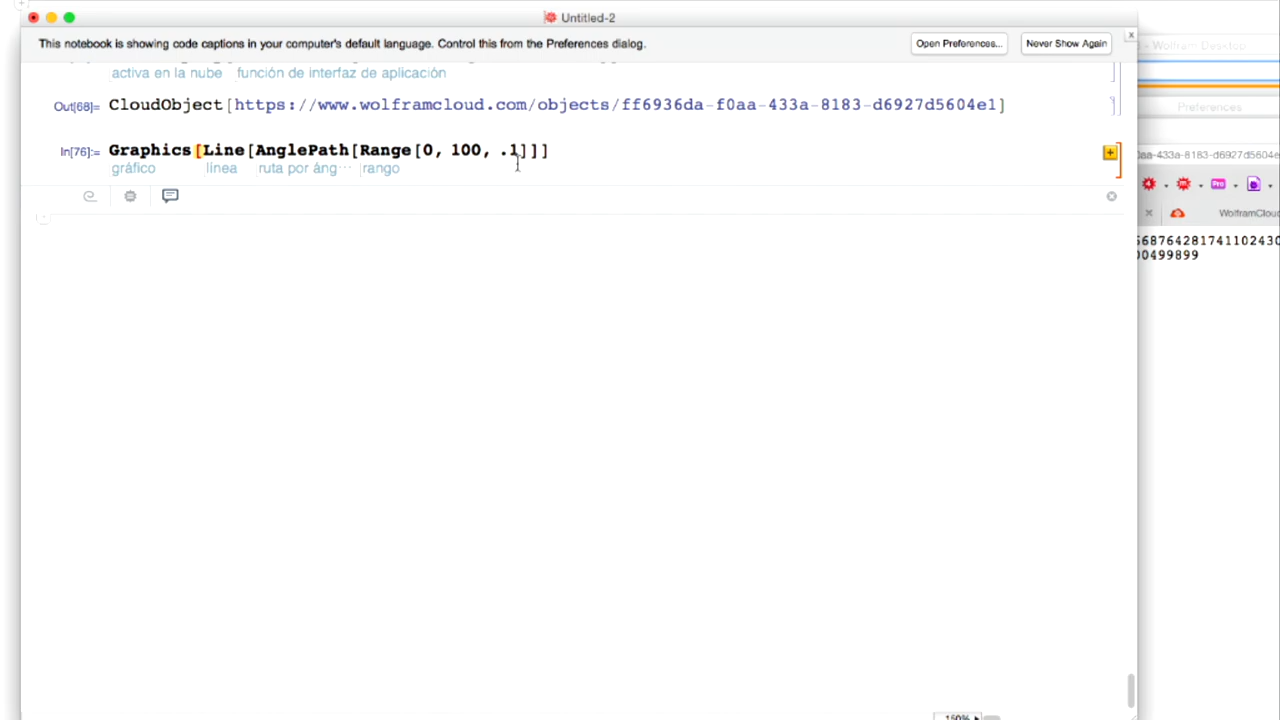 Untitled-2
This notebook is showing code captions in your computer's default language. Control this from the Preferences dialog.
Open Preferences...
Never Show Again
- Wolfram Desktop
activa en la nube función de interfaz de aplicación
Preferences
Out[68]= CloudObject[https://www.wolframcloud.com/objects/ff6936da-f0aa-433a-8183-d6927d5604e1]
In[76]:= Graphics[Line[AnglePath[Range[0, 100, .1]]]
gráfico línea ruta por áng··· rango
0aa-433a-8183-d6927d5604e
Pro
WolframClou
6876428174110243
00499899
150%